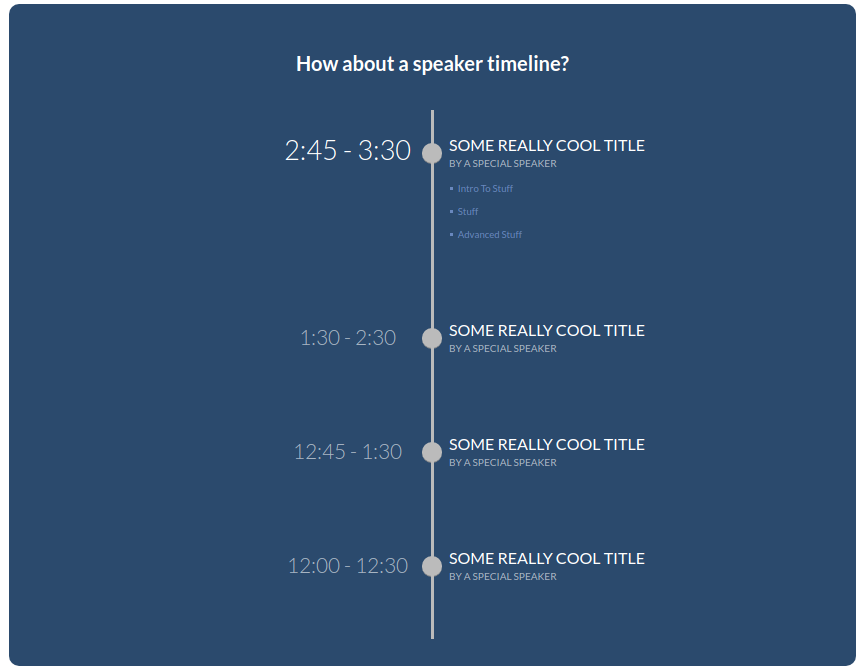 How about a speaker timeline?
2:45 - 3:30
SOME REALLY COOL TITLE
BY A SPECIAL SPEAKER
Intro To Stuff
Stuff
Advanced Stuff
1:30 - 2:30
SOME REALLY COOL TITLE
BY A SPECIAL SPEAKER
12:45 - 1:30
SOME REALLY COOL TITLE
BY A SPECIAL SPEAKER
12:00 - 12:30
SOME REALLY COOL TITLE
BY A SPECIAL SPEAKER